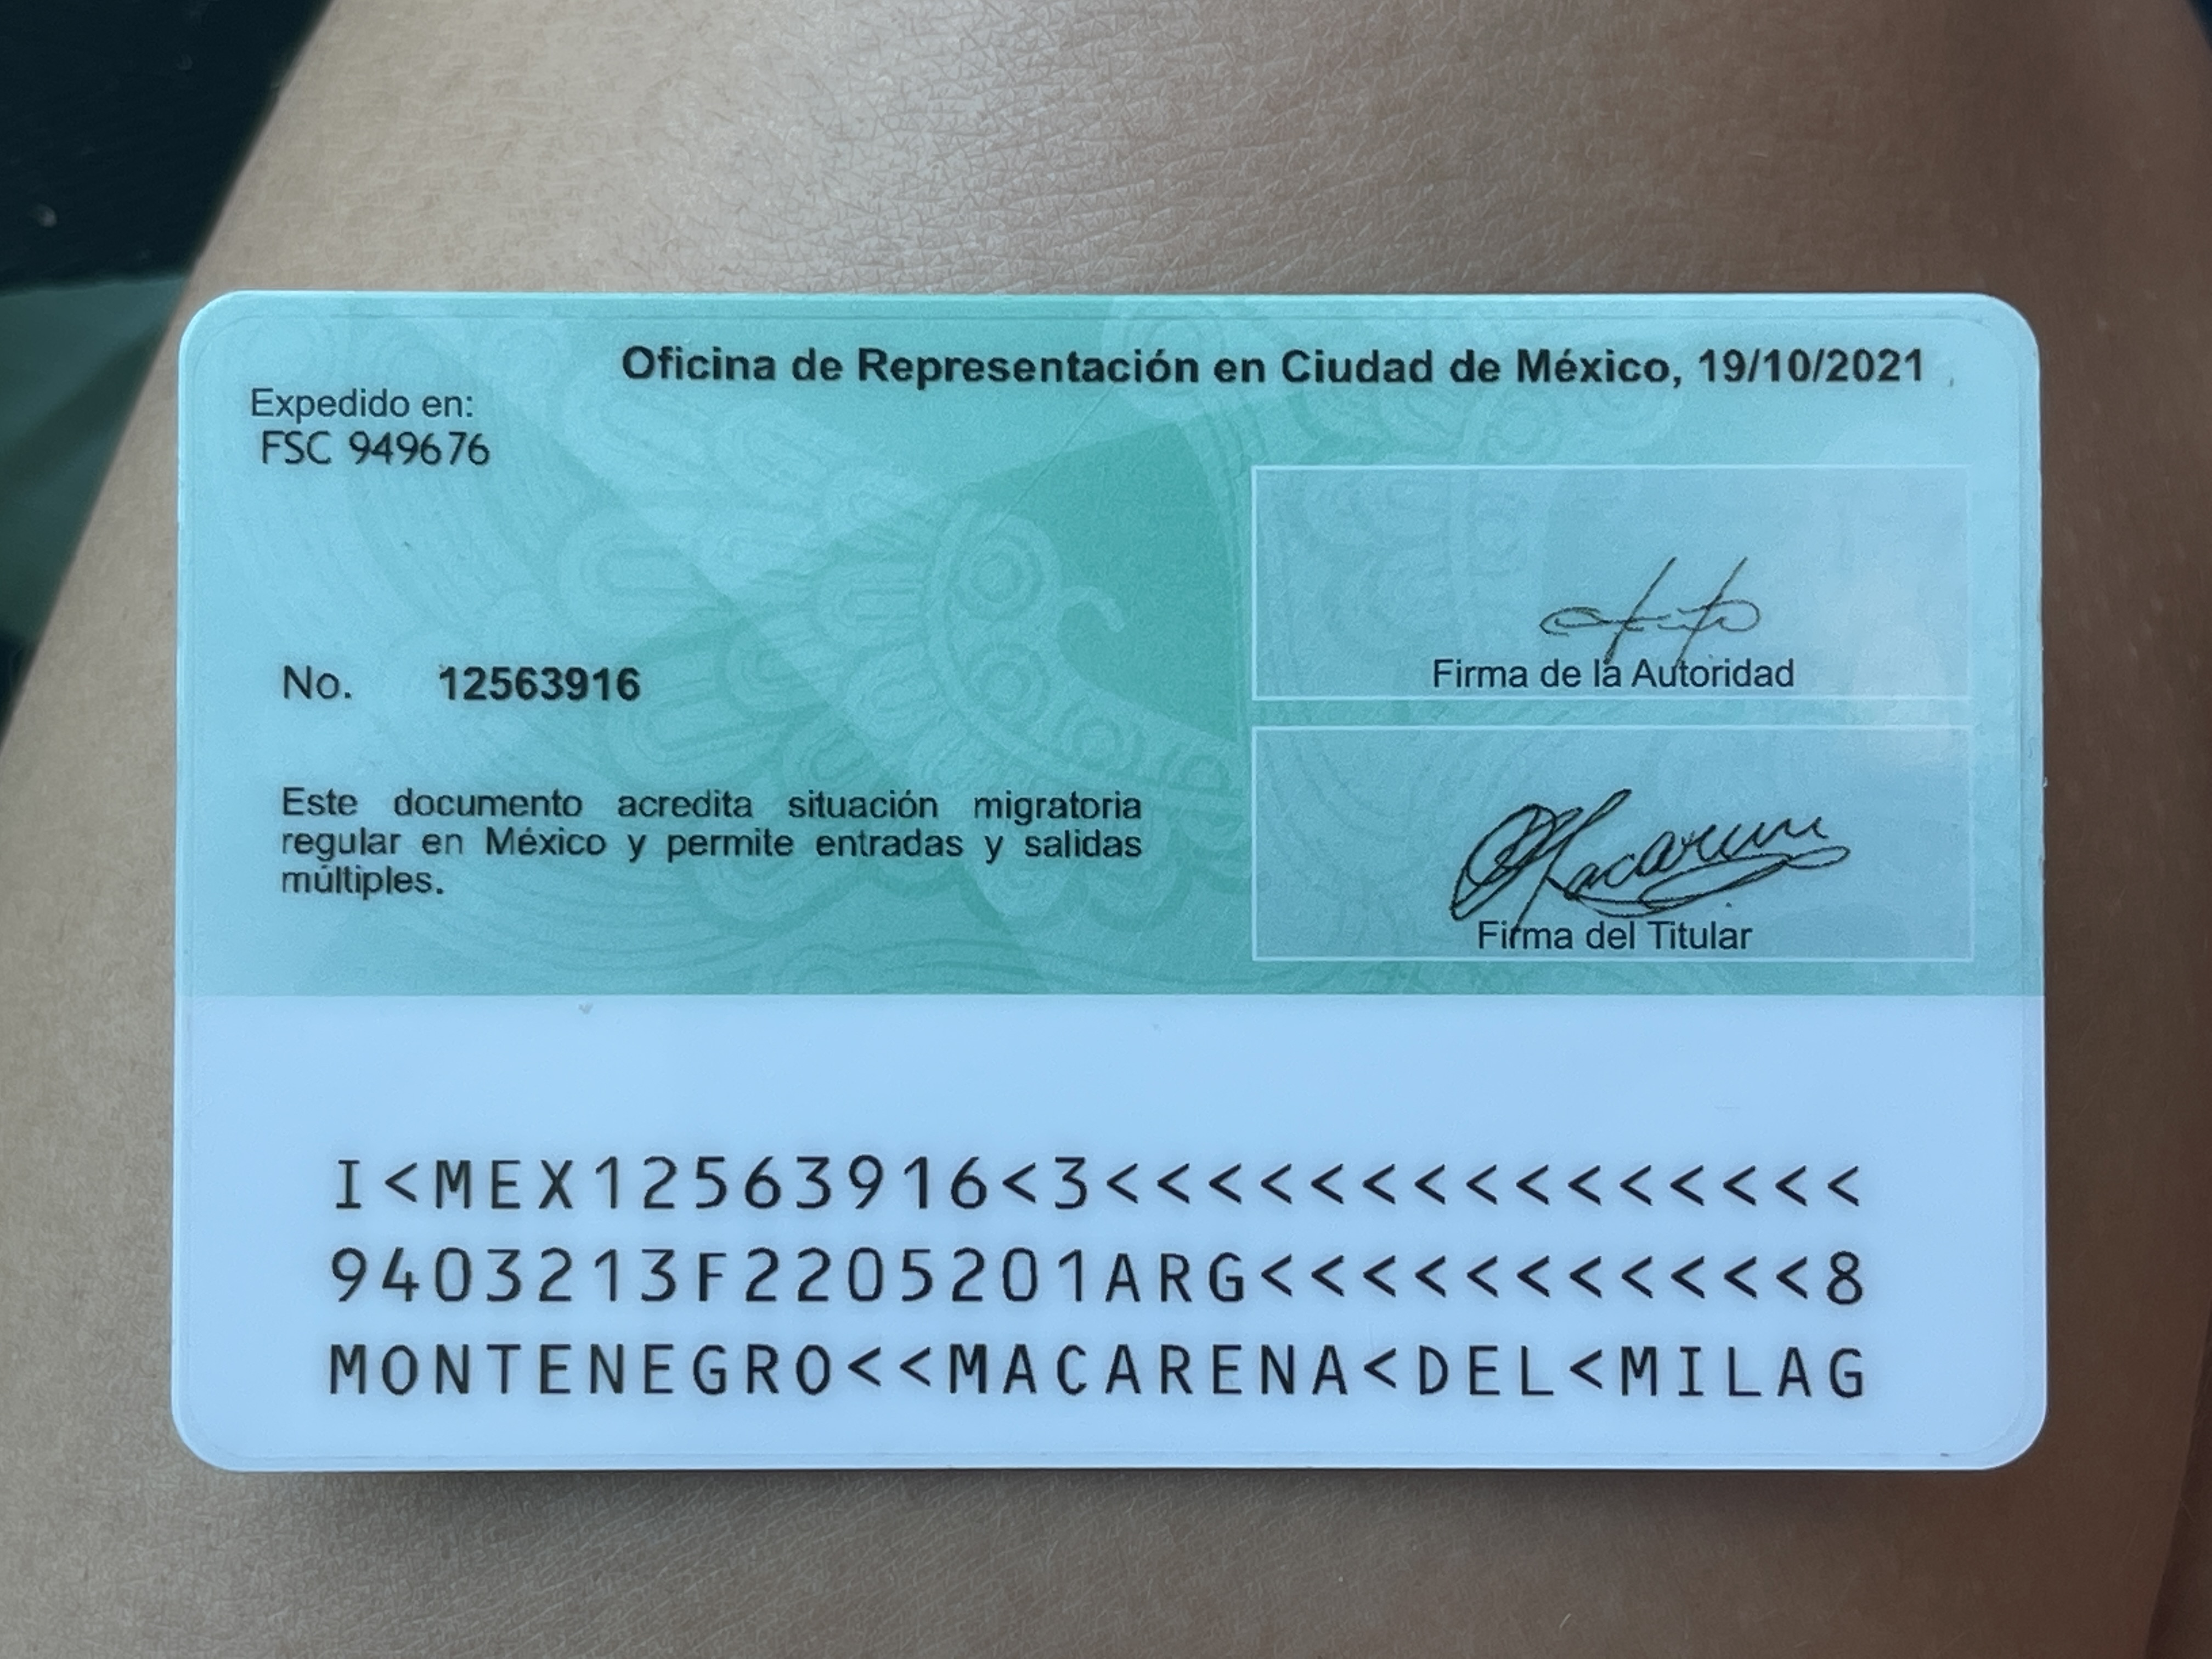 Oficina de Representación en Ciudad de México, 19/10/2021
Expedido en:
FSC 949676
No. 12563916
Firma de la Autoridad
Este documento acredita situación migratoria
regular en México y permite entradas y salidas
múltiples.
Macarena
Firma del Titular
I<MEX12563916<3<<<<<<<<<<<<<<<
9403213F2205201ARG<<<<<<<<<<<8
MONTENEGRO<<MACARENA<DEL<MILAG